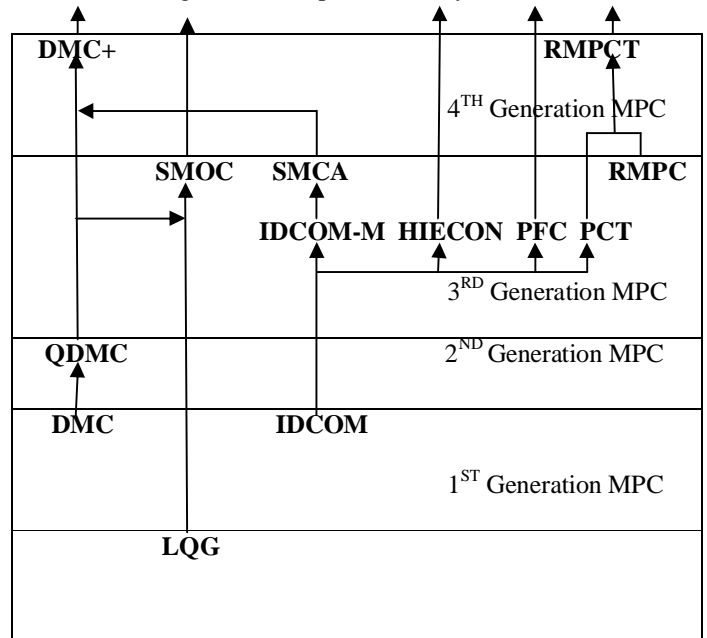 DMC+ RMPCT
4TH Generation MPC
SMOC SMCA RMPC
IDCOM-M HIECON PFC PCT
3RD Generation MPC
QDMC 2ND Generation MPC
DMC IDCOM
1ST Generation MPC
LQG